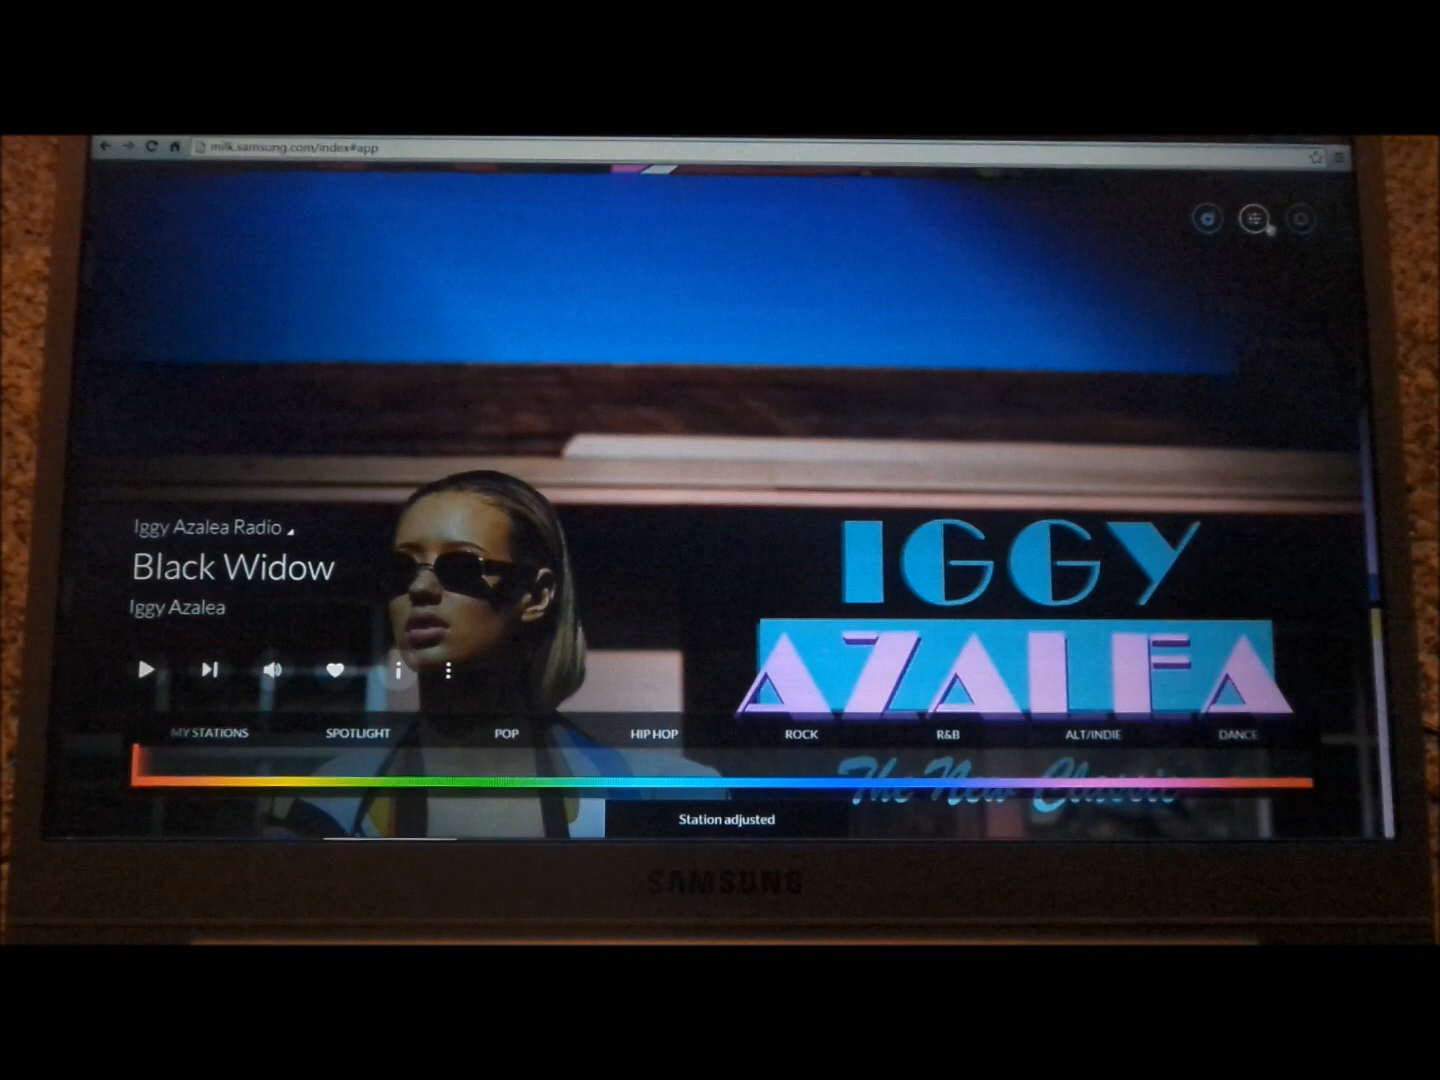 milk.samsung.com/index#app
Iggy Azalea Radio
Black Widow
Iggy Azalea
IGGY
AZALEA
MY STATIONS SPOTLIGHT POP HIP HOP ROCK R&B ALT/INDIE DANCE
The New Classic
Station adjusted
SAMSUNG